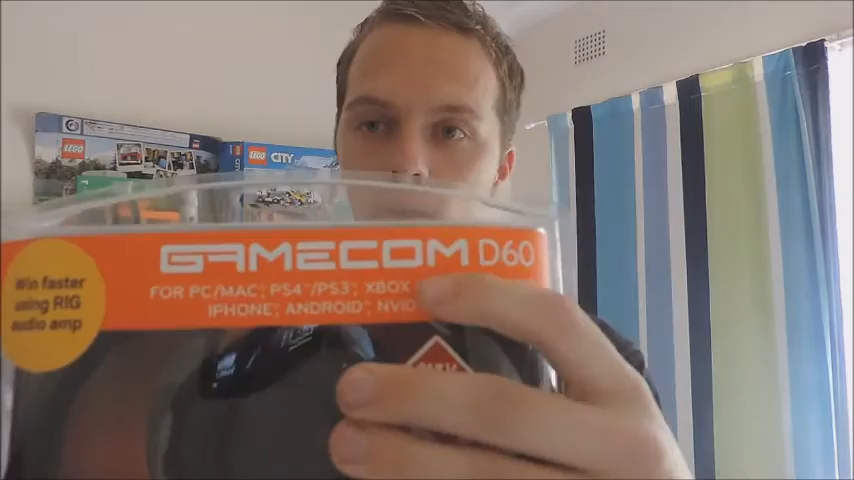 LEGO
LEGO CITY
GAMECOM D60
Win faster
using RIG
audio amp
FOR PC/MAC; PS4™/PS3; XBOX
IPHONE; ANDROID; NVID